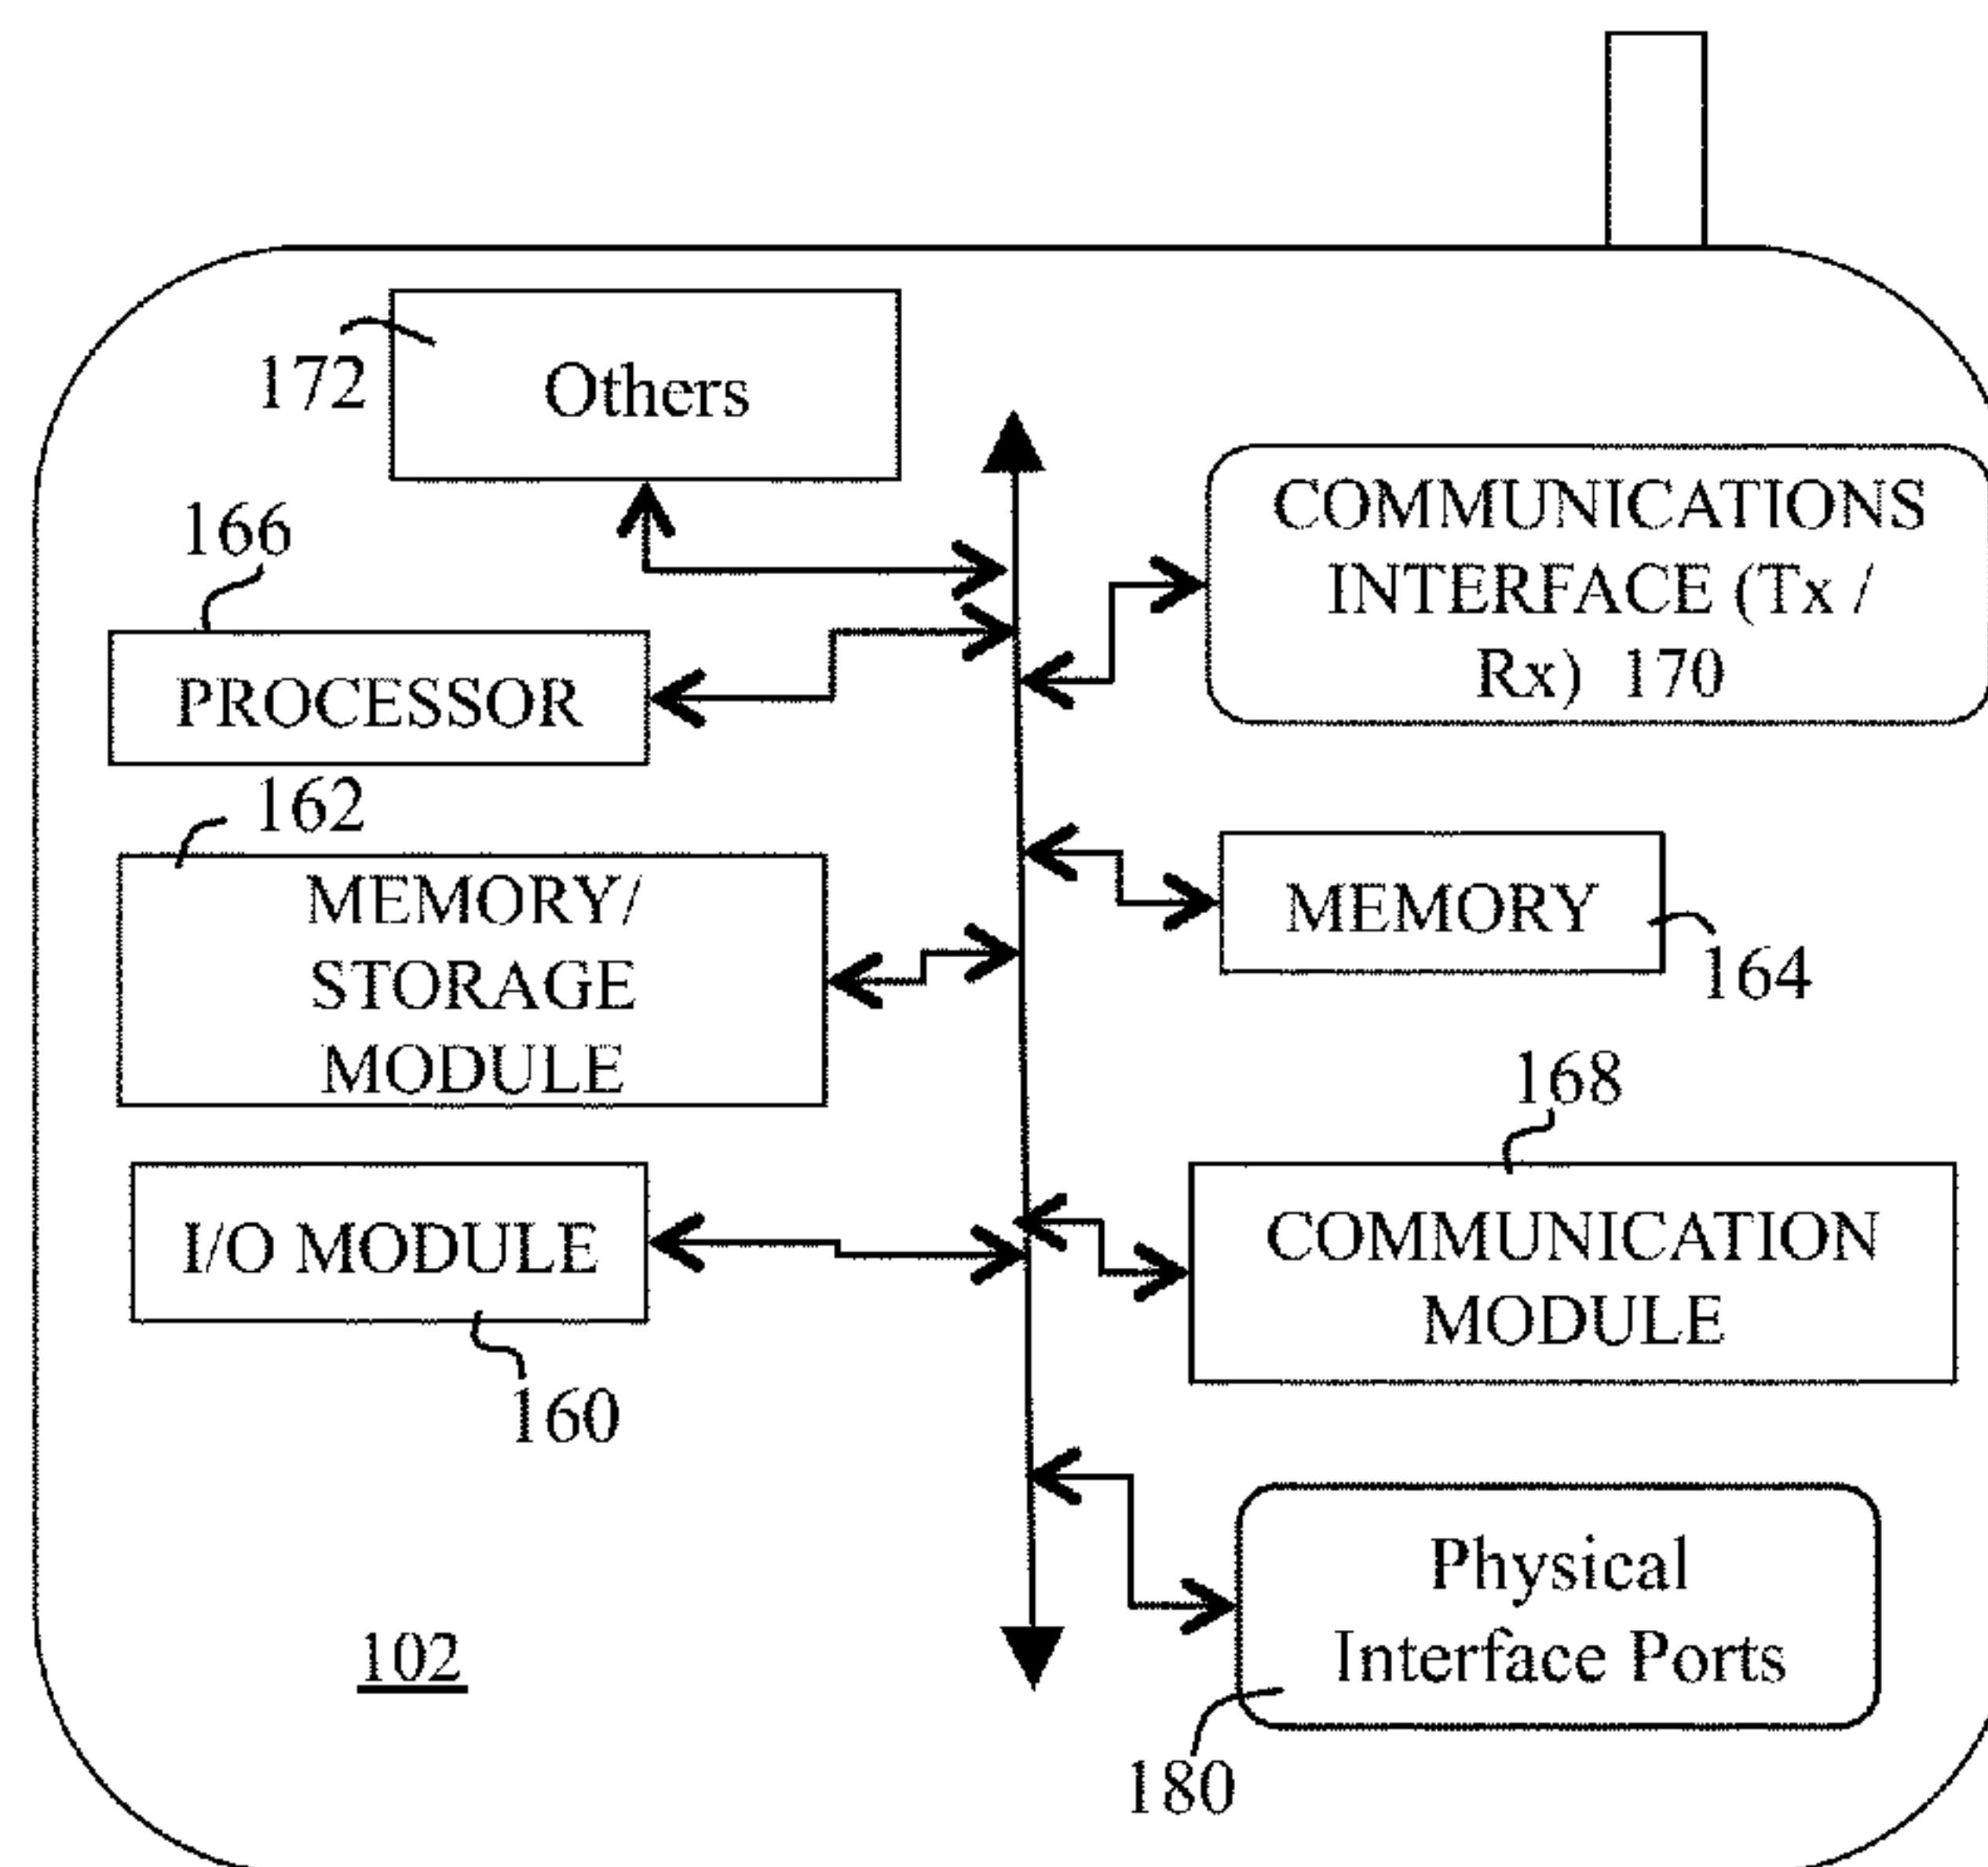 172
Others
166
PROCESSOR
COMMUNICATIONS
INTERFACE (Tx /
Rx) 170
162
MEMORY/
STORAGE
MODULE
MEMORY
164
I/O MODULE
160
168
COMMUNICATION
MODULE
102
Physical
Interface Ports
180